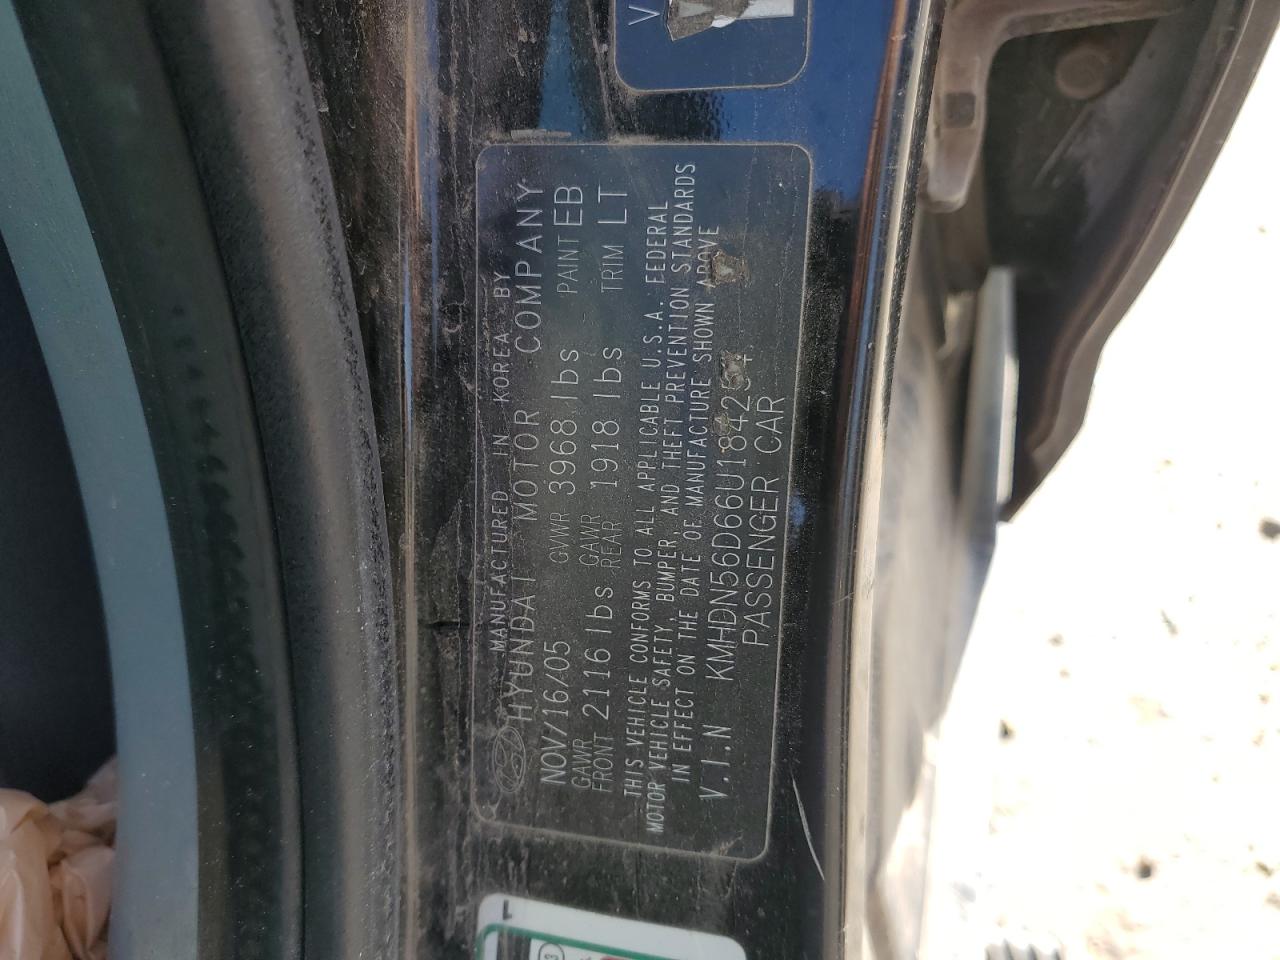 V
MANUFACTURED IN KOREA BY
HYUNDAI MOTOR COMPANY
NOV/16/05 GVWR 3968 lbs PAINT EB
GAWR FRONT 2116 lbs GAWR REAR 1918 lbs TRIM LT
THIS VEHICLE CONFORMS TO ALL APPLICABLE U.S.A. FEDERAL
MOTOR VEHICLE SAFETY, BUMPER, AND THEFT PREVENTION STANDARDS
IN EFFECT ON THE DATE OF MANUFACTURE SHOWN ABOVE
V.I.N KMHDN56D66U184254
PASSENGER CAR